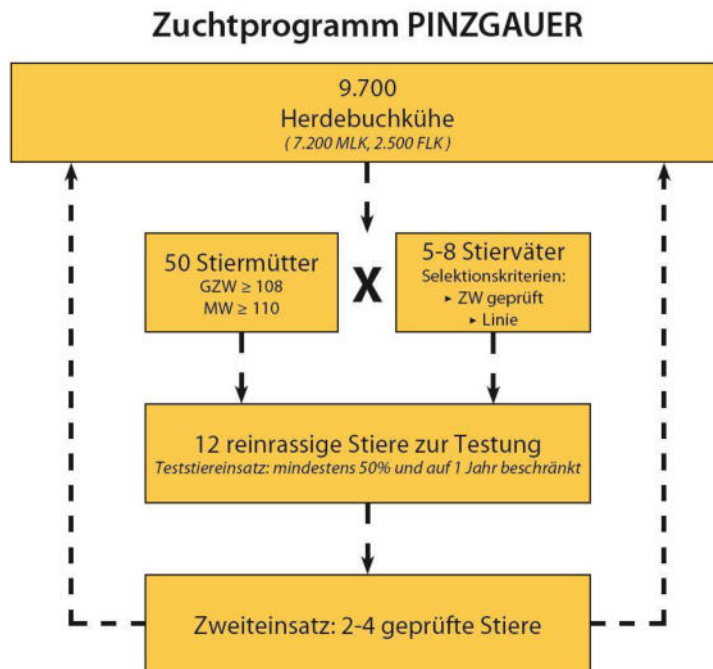 Zuchtprogramm PINZGAUER
9.700
Herdebuchkühe
( 7.200 MLK, 2.500 FLK )
50 Stiermütter
GZW ≥ 108
MW ≥ 110
X
5-8 Stierväter
Selektionskriterien:
▸ ZW geprüft
▸ Linie
12 reinrassige Stiere zur Testung
Teststiereinsatz: mindestens 50% und auf 1 Jahr beschränkt
Zweiteinsatz: 2-4 geprüfte Stiere